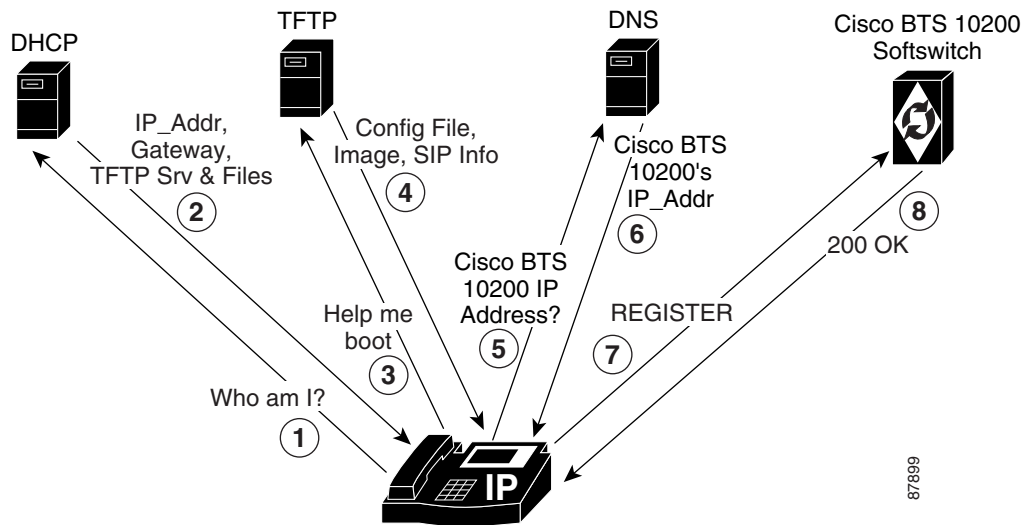 DHCP
TFTP
DNS
Cisco BTS 10200
Softswitch
IP_Addr,
Gateway,
TFTP Srv & Files
2
Config File,
Image, SIP Info
4
Cisco BTS
10200's
IP_Addr
6
8
200 OK
Cisco BTS
10200 IP
Address?
5
REGISTER
7
Help me
boot
3
Who am I?
1
IP
87899